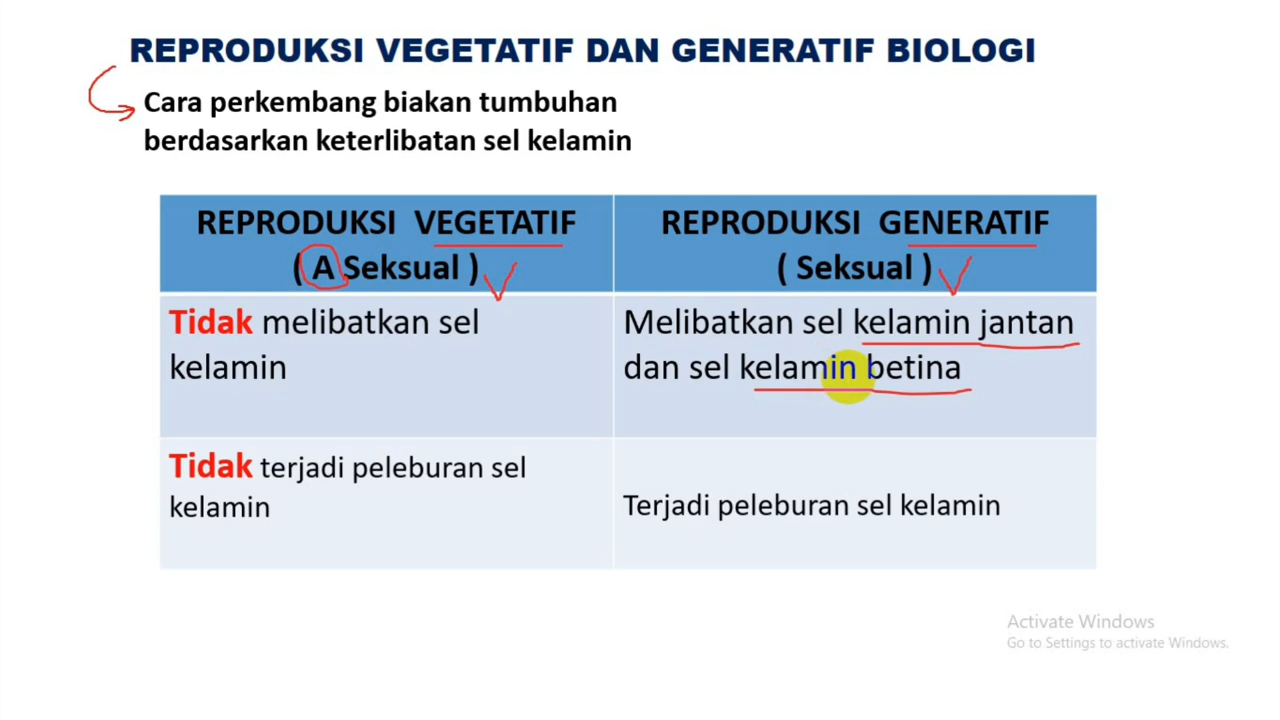 REPRODUKSI VEGETATIF DAN GENERATIF BIOLOGI
Cara perkembang biakan tumbuhan
berdasarkan keterlibatan sel kelamin
REPRODUKSI VEGETATIF
( A Seksual )
REPRODUKSI GENERATIF
( Seksual )
Tidak melibatkan sel
kelamin
Melibatkan sel kelamin jantan
dan sel kelamin betina
Tidak terjadi peleburan sel
kelamin
Terjadi peleburan sel kelamin
Activate Windows
Go to Settings to activate Windows.